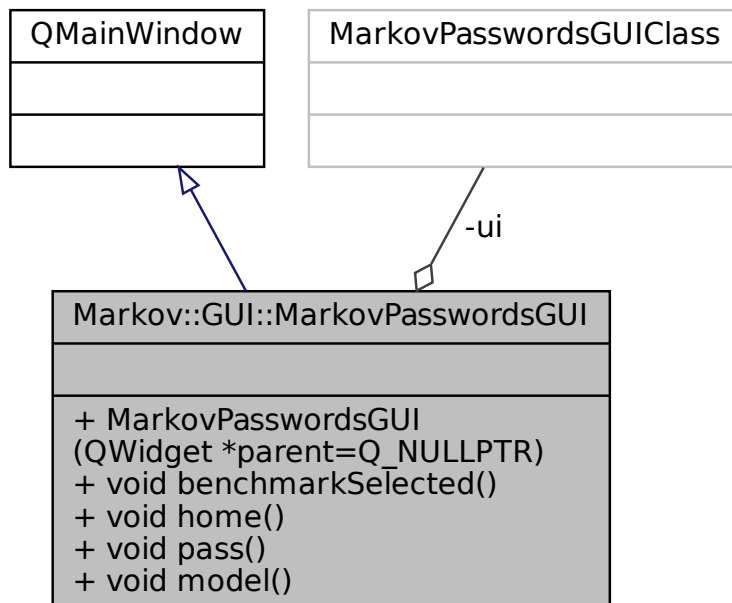 QMainWindow
MarkovPasswordsGUIClass
-ui
Markov::GUI::MarkovPasswordsGUI
+ MarkovPasswordsGUI
(QWidget *parent=Q_NULLPTR)
+ void benchmarkSelected()
+ void home()
+ void pass()
+ void model()